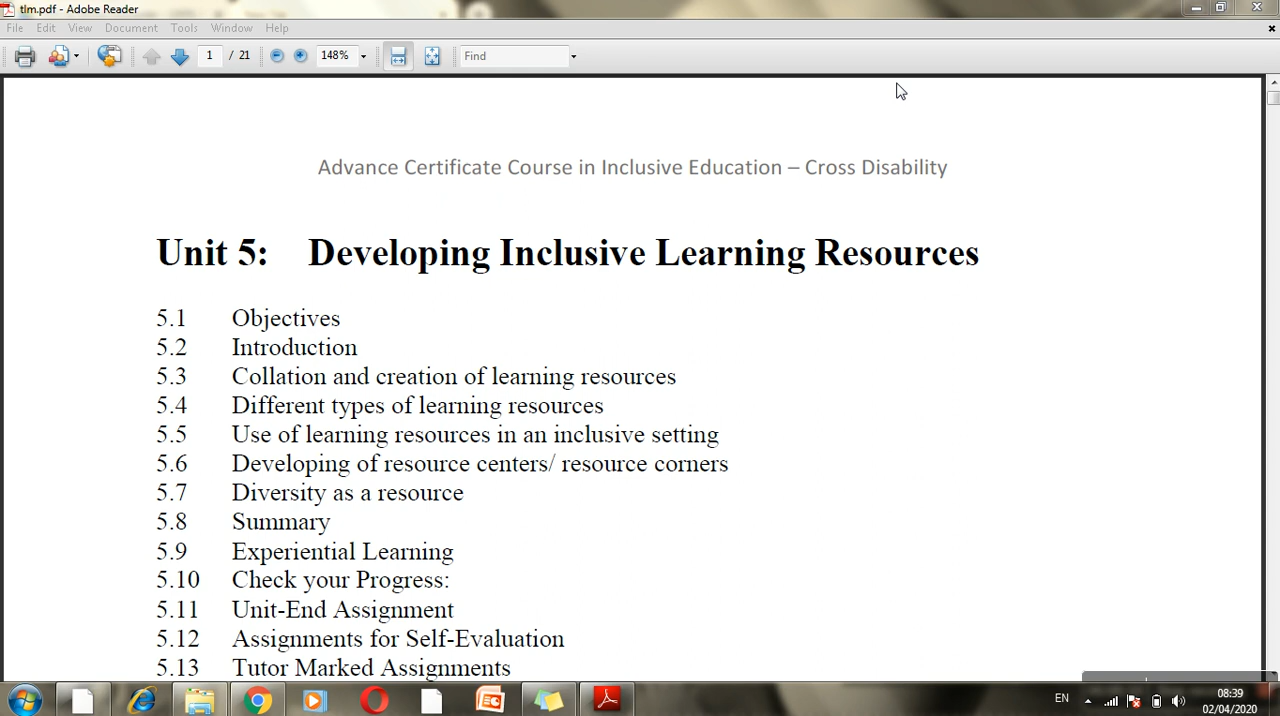 tlm.pdf - Adobe Reader
File Edit View Document Tools Window Help
1 / 21 148% Find
Advance Certificate Course in Inclusive Education – Cross Disability
Unit 5: Developing Inclusive Learning Resources
5.1 Objectives
5.2 Introduction
5.3 Collation and creation of learning resources
5.4 Different types of learning resources
5.5 Use of learning resources in an inclusive setting
5.6 Developing of resource centers/ resource corners
5.7 Diversity as a resource
5.8 Summary
5.9 Experiential Learning
5.10 Check your Progress:
5.11 Unit-End Assignment
5.12 Assignments for Self-Evaluation
5.13 Tutor Marked Assignments
EN
08:39
02/04/2020